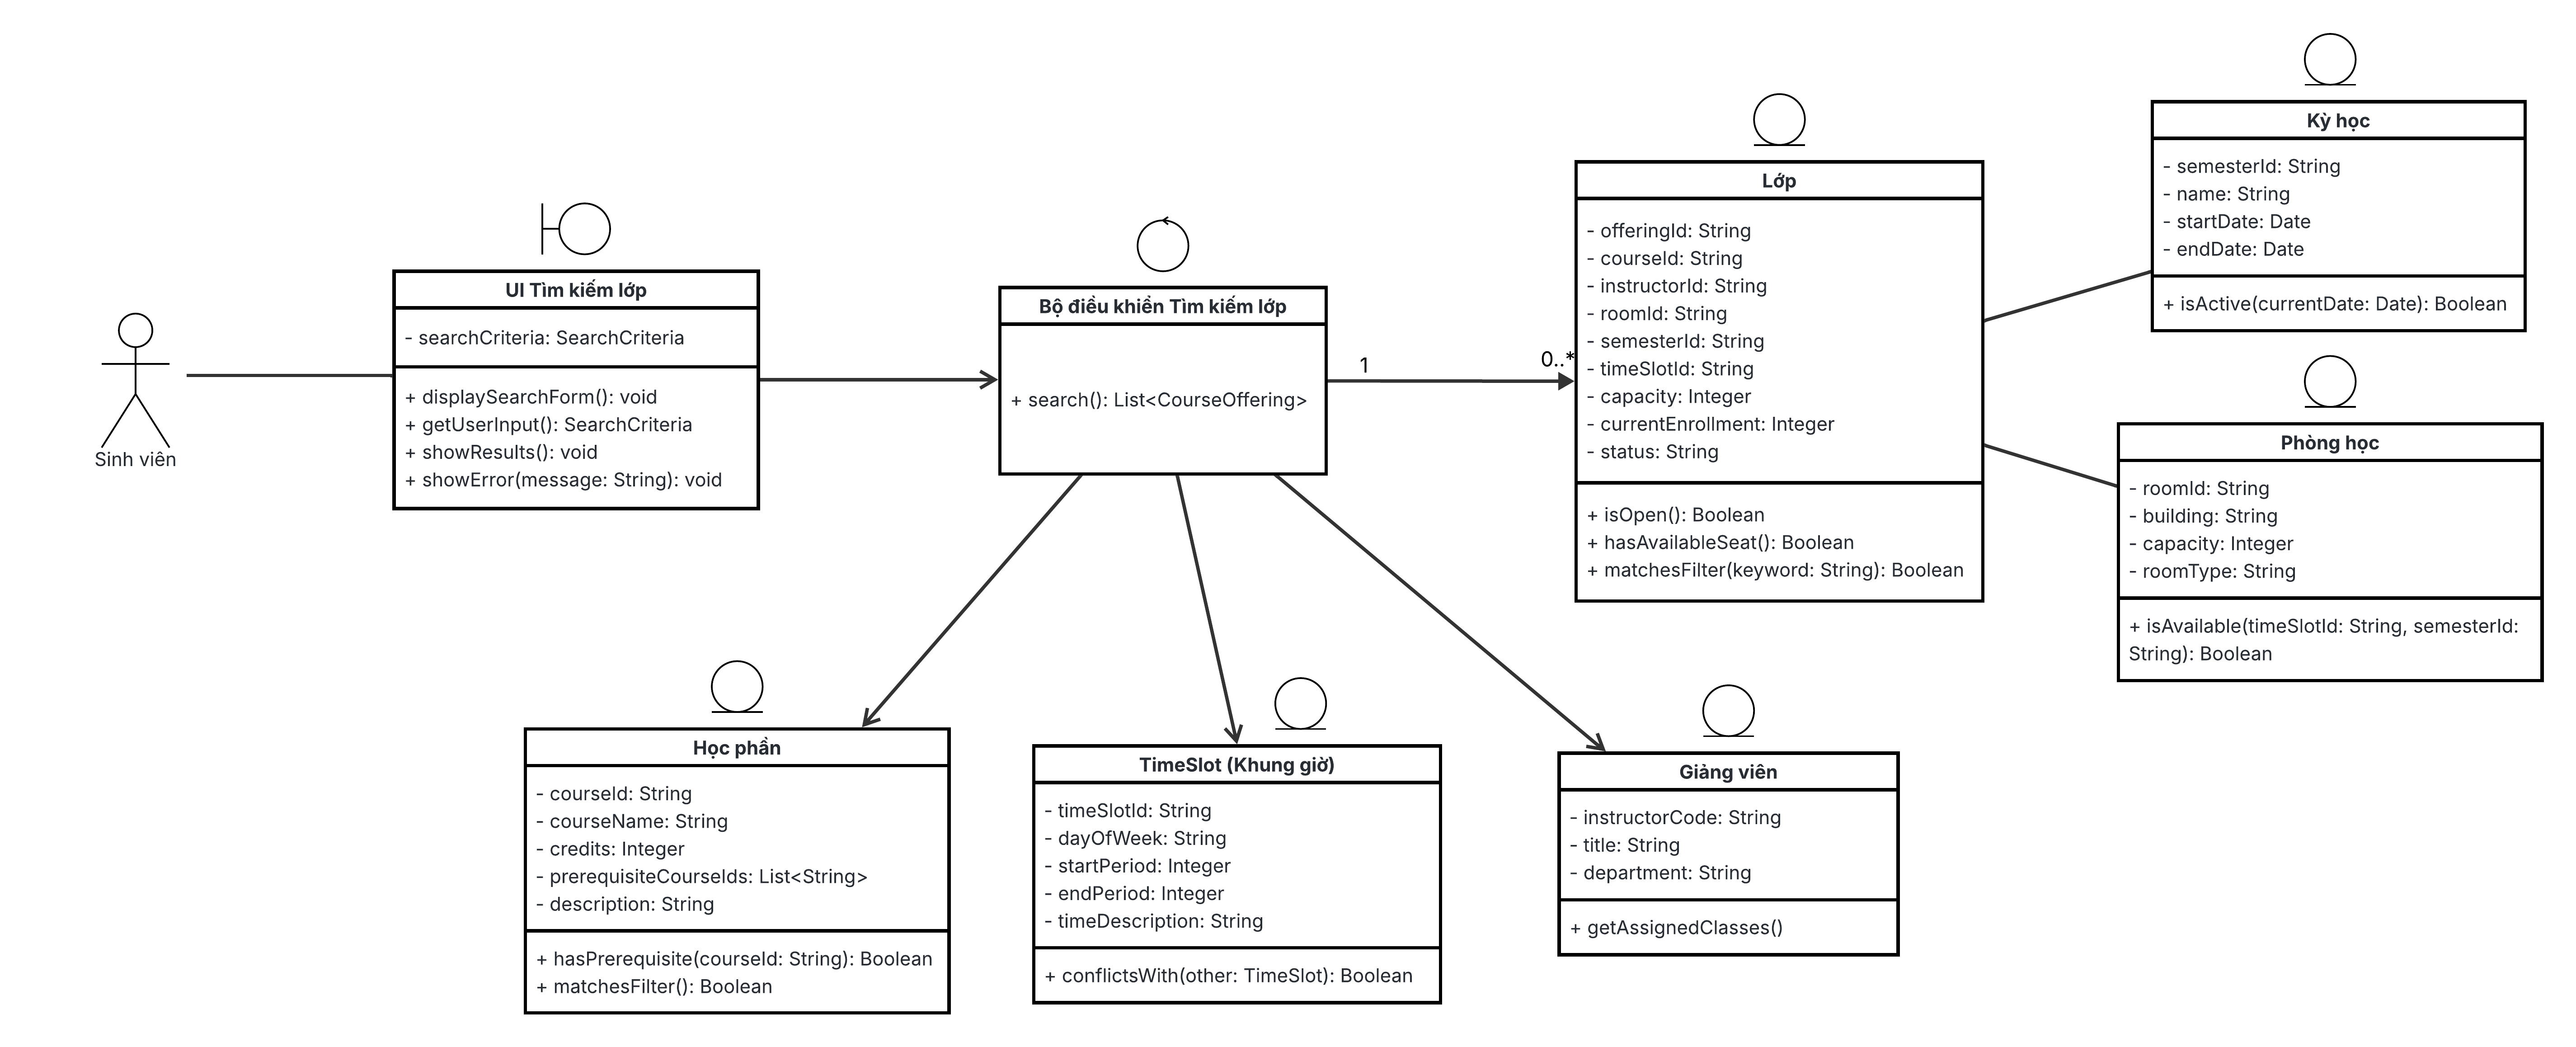 Sinh viên
UI Tìm kiếm lớp
- searchCriteria: SearchCriteria
+ displaySearchForm(): void
+ getUserInput(): SearchCriteria
+ showResults(): void
+ showError(message: String): void
Bộ điều khiển Tìm kiếm lớp
+ search(): List<CourseOffering>
1
0..*
Lớp
- offeringId: String
- courseId: String
- instructorId: String
- roomId: String
- semesterId: String
- timeSlotId: String
- capacity: Integer
- currentEnrollment: Integer
- status: String
+ isOpen(): Boolean
+ hasAvailableSeat(): Boolean
+ matchesFilter(keyword: String): Boolean
Kỳ học
- semesterId: String
- name: String
- startDate: Date
- endDate: Date
+ isActive(currentDate: Date): Boolean
Phòng học
- roomId: String
- building: String
- capacity: Integer
- roomType: String
+ isAvailable(timeSlotId: String, semesterId:
String): Boolean
Học phần
- courseId: String
- courseName: String
- credits: Integer
- prerequisiteCourseIds: List<String>
- description: String
+ hasPrerequisite(courseId: String): Boolean
+ matchesFilter(): Boolean
TimeSlot (Khung giờ)
- timeSlotId: String
- dayOfWeek: String
- startPeriod: Integer
- endPeriod: Integer
- timeDescription: String
+ conflictsWith(other: TimeSlot): Boolean
Giảng viên
- instructorCode: String
- title: String
- department: String
+ getAssignedClasses()